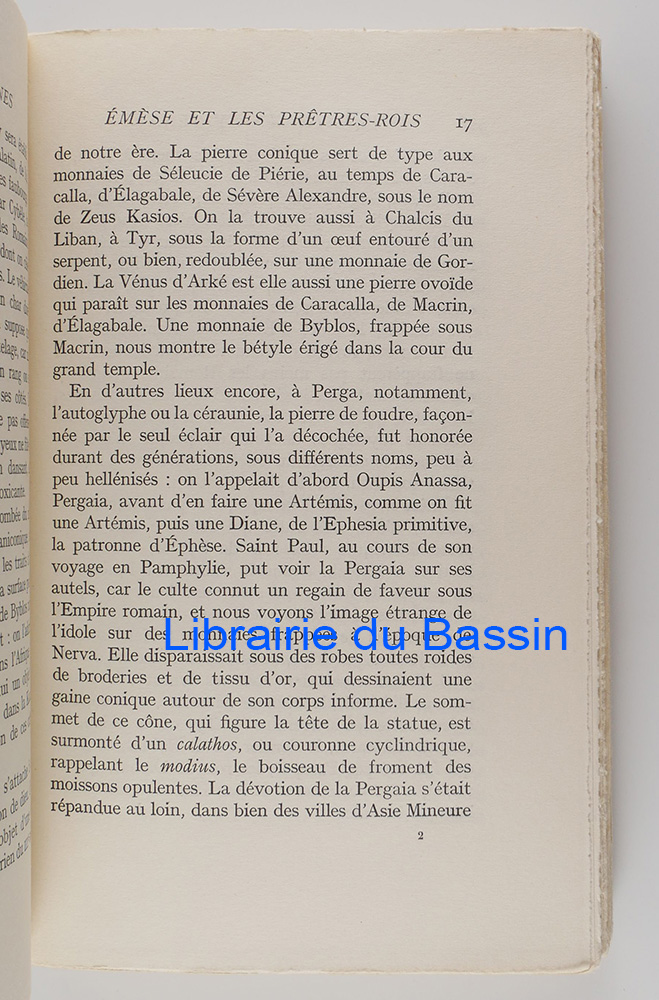 ÉMÈSE ET LES PRÊTRES-ROIS 17
de notre ère. La pierre conique sert de type aux
monnaies de Séleucie de Piérie, au temps de Cara-
calla, d'Élagabale, de Sévère Alexandre, sous le nom
de Zeus Kasios. On la trouve aussi à Chalcis du
Liban, à Tyr, sous la forme d'un œuf entouré d'un
serpent, ou bien, redoublée, sur une monnaie de Gor-
dien. La Vénus d'Arké est elle aussi une pierre ovoïde
qui paraît sur les monnaies de Caracalla, de Macrin,
d'Élagabale. Une monnaie de Byblos, frappée sous
Macrin, nous montre le bétyle érigé dans la cour du
grand temple.
En d'autres lieux encore, à Perga, notamment,
l'autoglyphe ou la céraunie, la pierre de foudre, façon-
née par le seul éclair qui l'a décochée, fut honorée
durant des générations, sous différents noms, peu à
peu hellénisés : on l'appelait d'abord Oupis Anassa,
Pergaia, avant d'en faire une Artémis, comme on fit
une Artémis, puis une Diane, de l'Ephesia primitive,
la patronne d'Éphèse. Saint Paul, au cours de son
voyage en Pamphylie, put voir la Pergaia sur ses
autels, car le culte connut un regain de faveur sous
l'Empire romain, et nous voyons l'image étrange de
l'idole sur des monnaies frappées à l'époque de
Librairie du Bassin
Nerva. Elle disparaissait sous des robes toutes roides
de broderies et de tissu d'or, qui dessinaient une
gaine conique autour de son corps informe. Le som-
met de ce cône, qui figure la tête de la statue, est
surmonté d'un calathos, ou couronne cyclindrique,
rappelant le modius, le boisseau de froment des
moissons opulentes. La dévotion de la Pergaia s'était
répandue au loin, dans bien des villes d'Asie Mineure
2